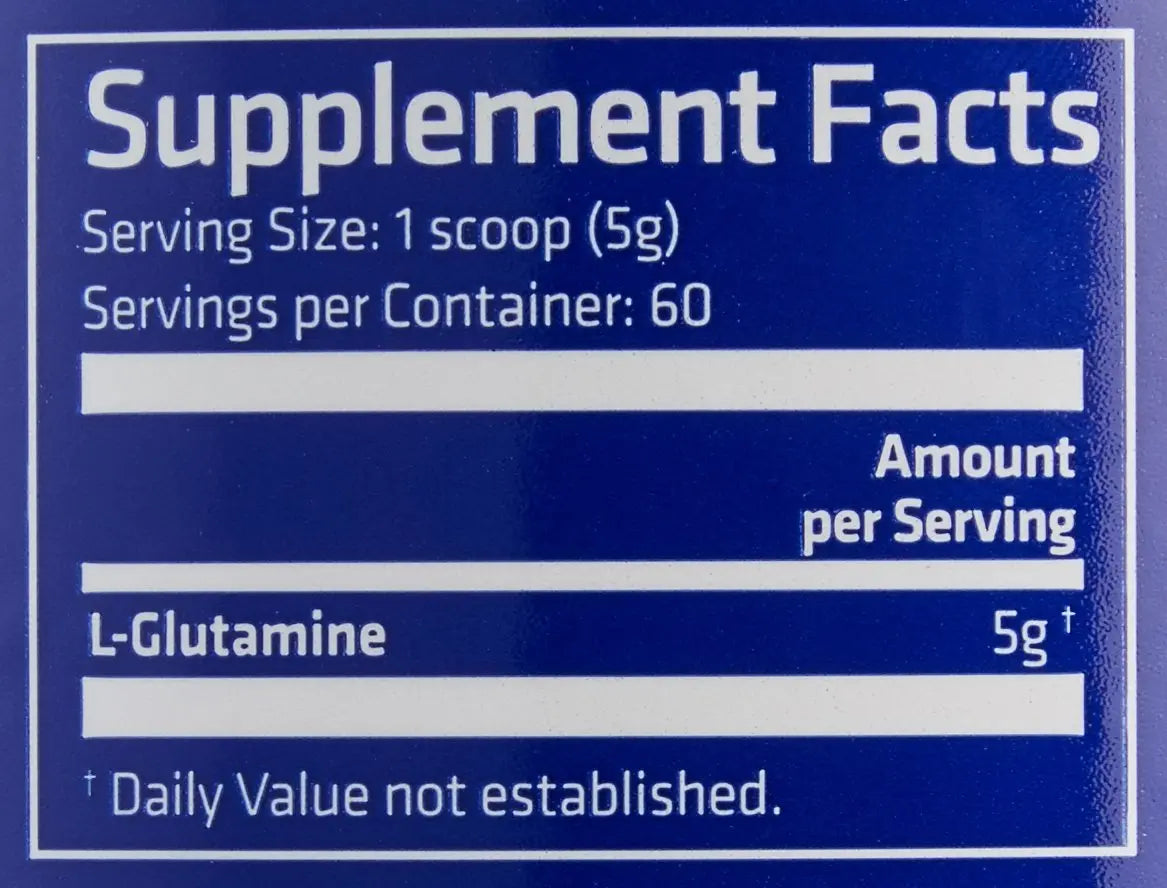 Supplement Facts
Serving Size: 1 scoop (5g)
Servings per Container: 60
Amount
per Serving
L-Glutamine 5g†
† Daily Value not established.